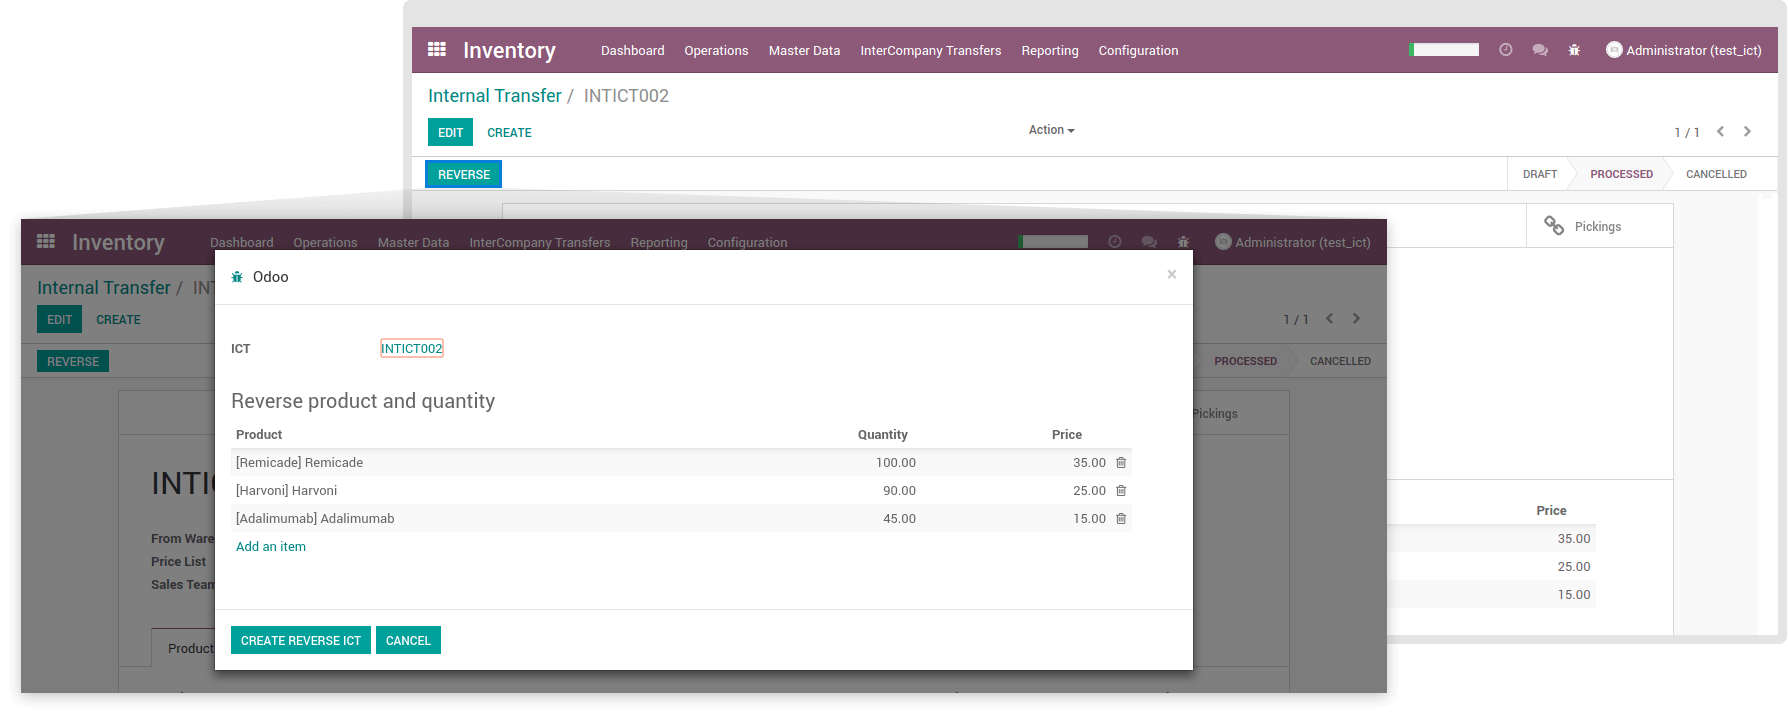 Inventory Dashboard Operations Master Data InterCompany Transfers Reporting Configuration Administrator (test_ict)
Internal Transfer / INTICT002
EDIT CREATE Action 1 / 1
REVERSE DRAFT PROCESSED CANCELLED
Pickings
Price
35.00
25.00
15.00
Inventory Dashboard Operations Master Data InterCompany Transfers Reporting Configuration Administrator (test_ict)
Internal Transfer / INT
EDIT CREATE 1 / 1
REVERSE PROCESSED CANCELLED
Pickings
INTI
From Ware
Price List
Sales Team
Product
Odoo ×
ICT INTICT002
Reverse product and quantity
Product Quantity Price
[Remicade] Remicade 100.00 35.00
[Harvoni] Harvoni 90.00 25.00
[Adalimumab] Adalimumab 45.00 15.00
Add an item
CREATE REVERSE ICT CANCEL